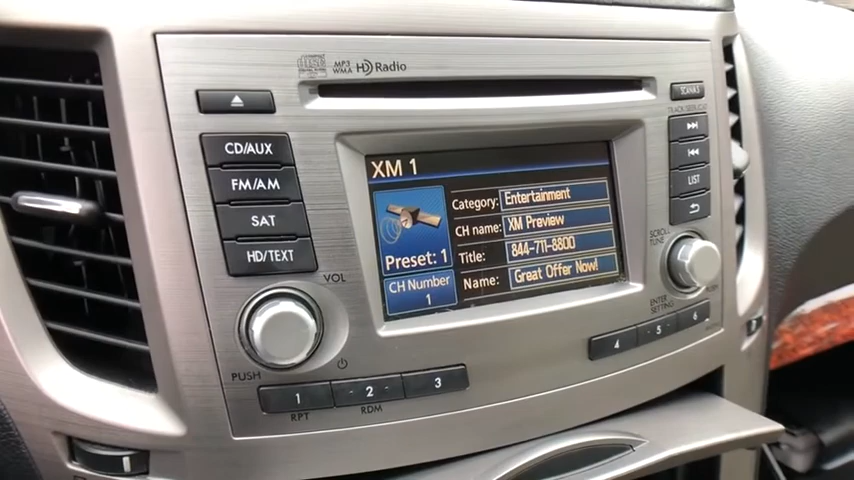 MP3
WMA
HD Radio
SCAN/AS
CD/AUX
FM/AM
SAT
HD/TEXT
XM 1
Category: Entertainment
CH name: XM Preview
Title: 844-711-8800
Name: Great Offer Now!
Preset: 1
CH Number
1
LIST
SCROLL
TUNE
VOL
PUSH
ENTER
SETTING
1
2
3
4
5
6
RPT
RDM